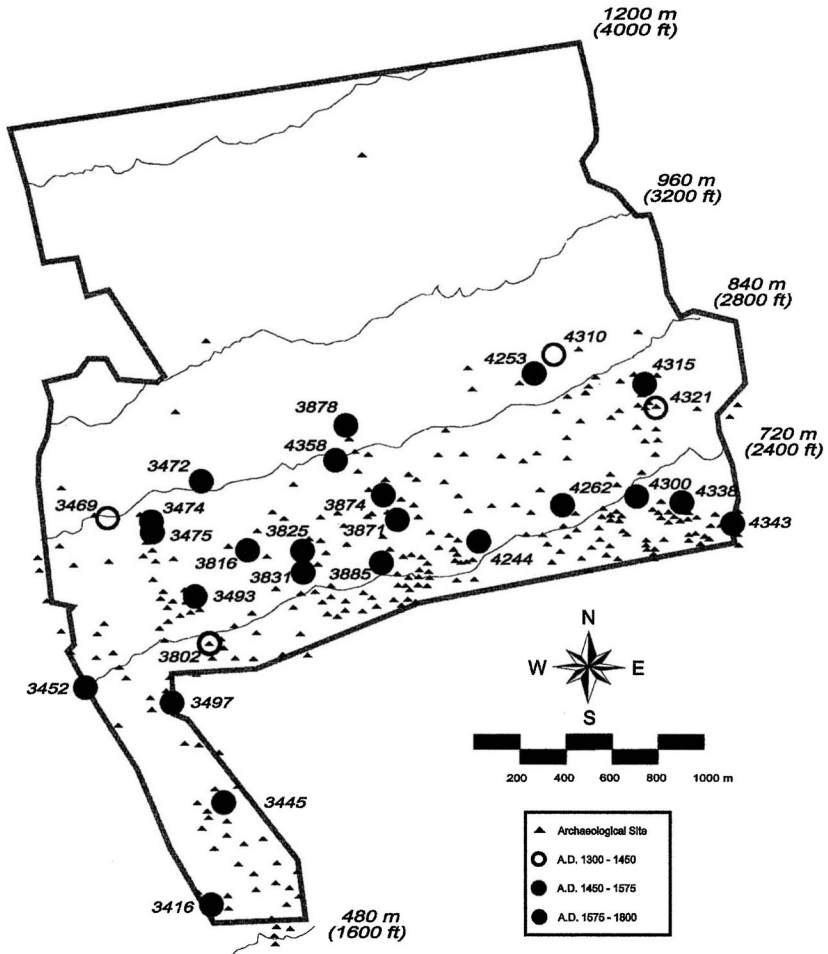 1200 m
(4000 ft)
960 m
(3200 ft)
840 m
(2800 ft)
4310
4253
4315
4321
3878
4358
720 m
(2400 ft)
3472
3469
3474
3874
4262
4300
4338
3475
3825
3871
4343
3816
4244
3831
3885
3493
3802
N
W
E
S
3452
3497
200 400 600 800 1000 m
3445
Archaeological Site
A.D. 1300 - 1450
A.D. 1450 - 1575
A.D. 1575 - 1800
3416
480 m
(1600 ft)